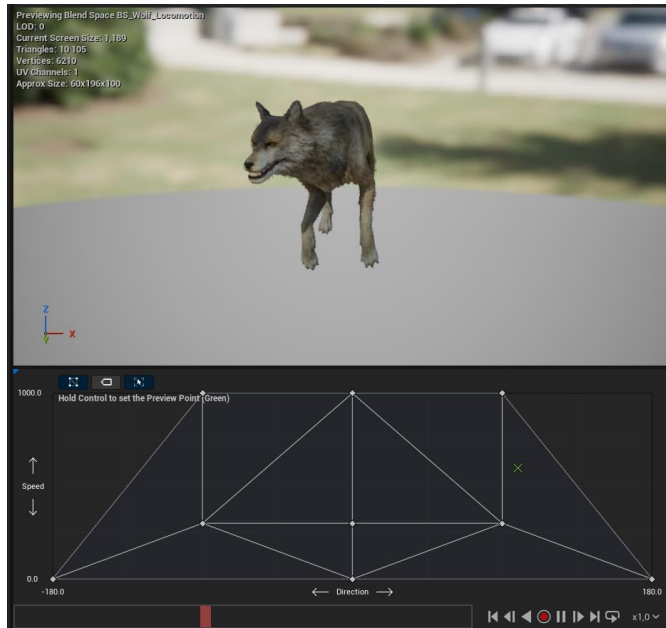 Previewing Blend Space BS_Wolf_Locomotion
LOD: 0
Current Screen Size: 1,189
Triangles: 10 105
Vertices: 6210
UV Channels: 1
Approx Size: 60x196x100
Z
X
Y
1000.0
Hold Control to set the Preview Point (Green)
Speed
0.0
-180.0
Direction
180.0
x1,0